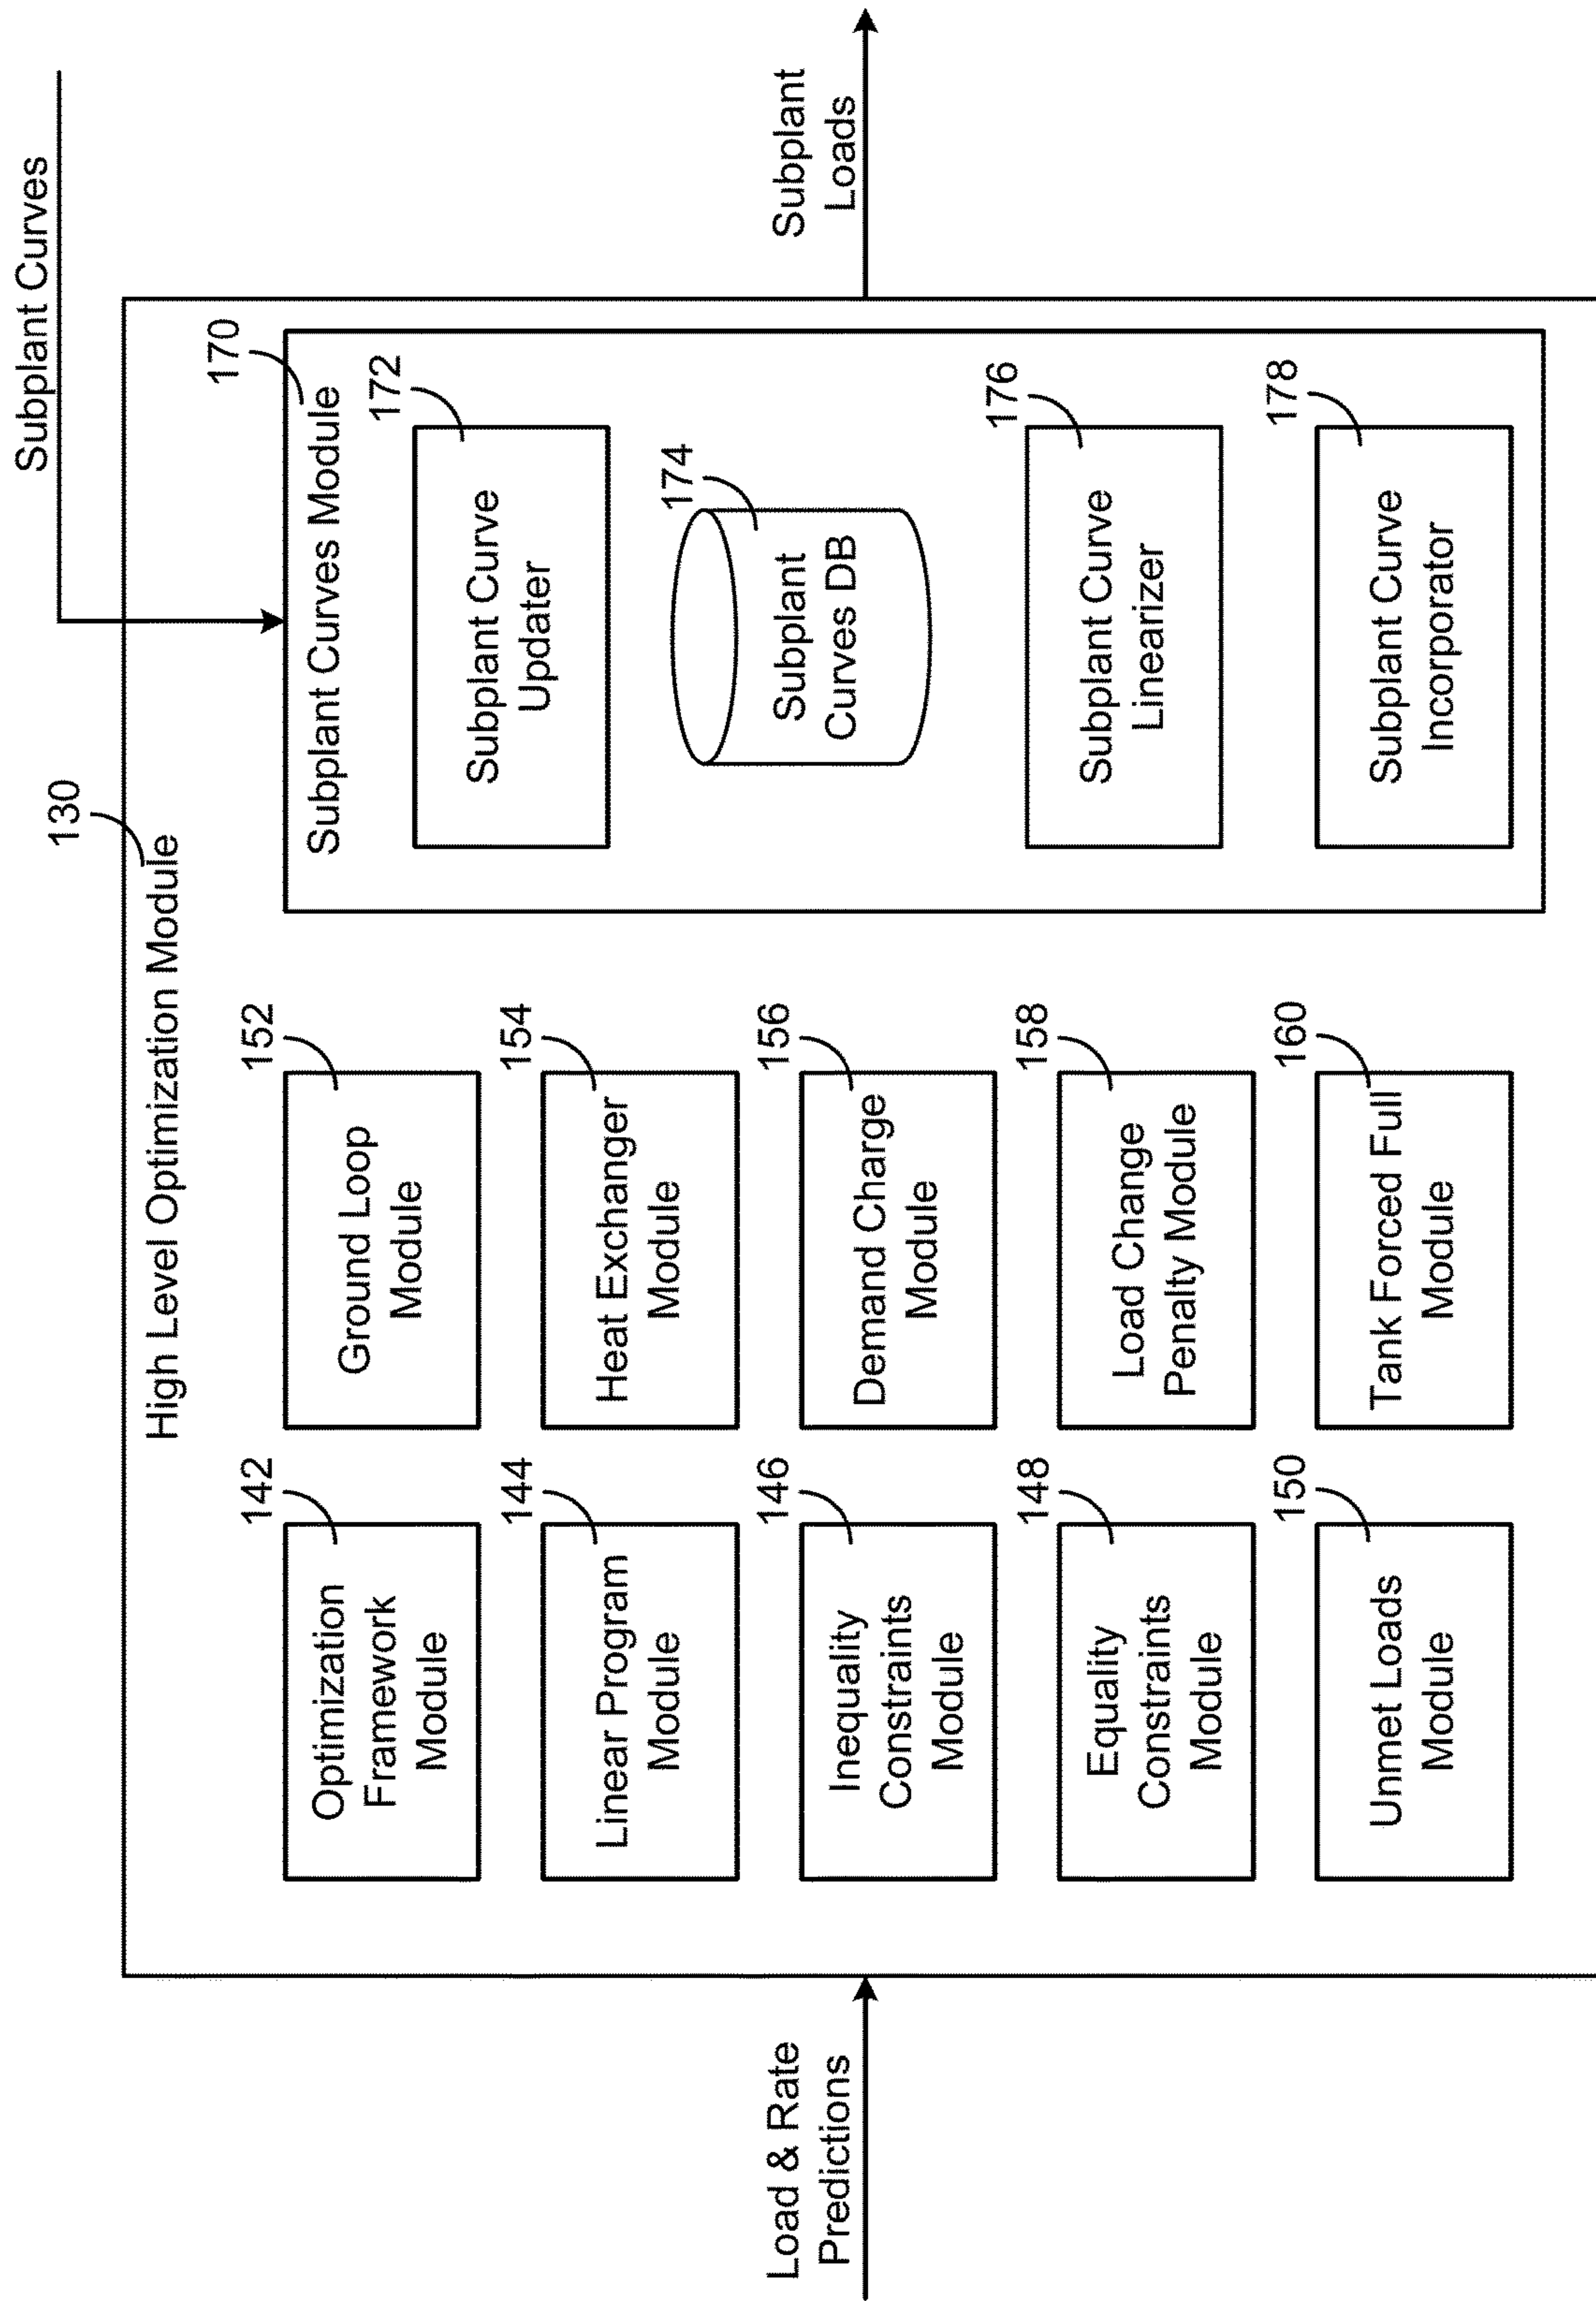 Subplant Curves
130
High Level Optimization Module
142
Optimization
Framework
Module
144
Linear Program
Module
146
Inequality
Constraints
Module
148
Equality
Constraints
Module
150
Unmet Loads
Module
152
Ground Loop
Module
154
Heat Exchanger
Module
156
Demand Charge
Module
158
Load Change
Penalty Module
160
Tank Forced Full
Module
170
Subplant Curves Module
172
Subplant Curve
Updater
174
Subplant
Curves DB
176
Subplant Curve
Linearizer
178
Subplant Curve
Incorporator
Load & Rate
Predictions
Subplant
Loads